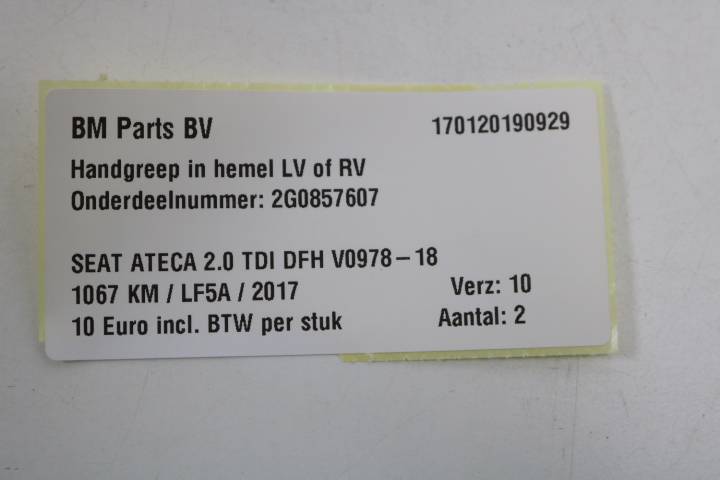 BM Parts BV 170120190929
Handgreep in hemel LV of RV
Onderdeelnummer: 2G0857607
SEAT ATECA 2.0 TDI DFH V0978-18
1067 KM / LF5A / 2017 Verz: 10
10 Euro incl. BTW per stuk Aantal: 2